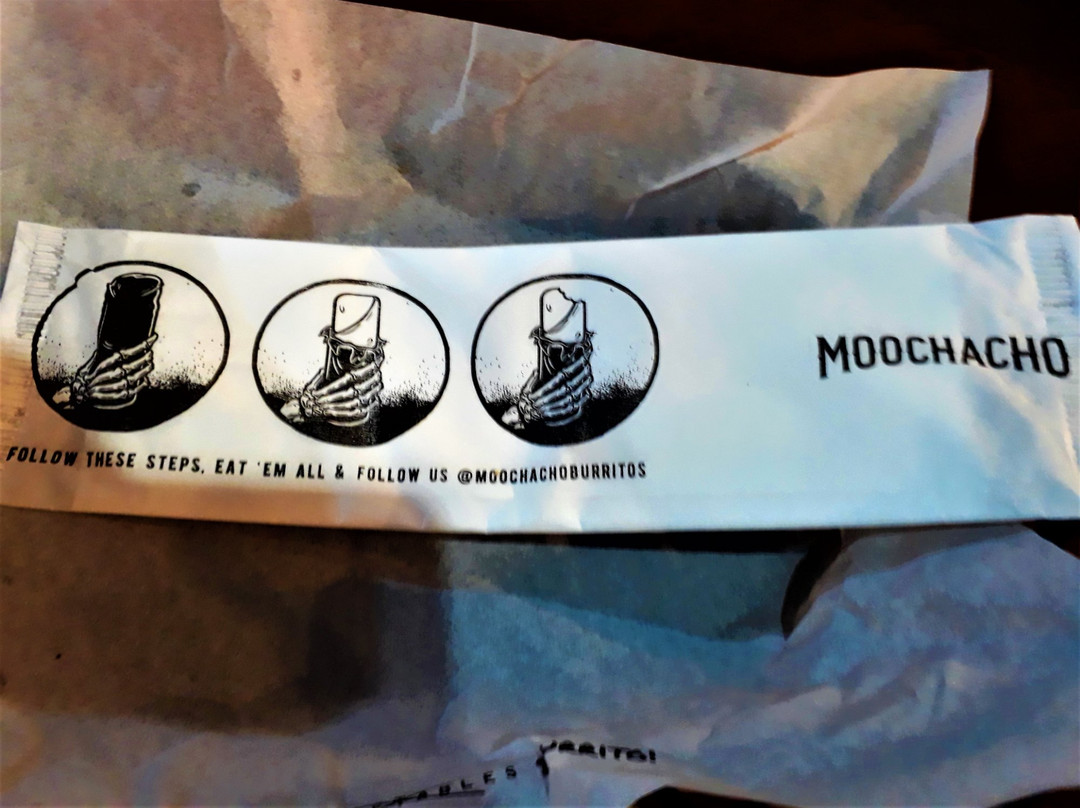 MOOCHACHO
FOLLOW THESE STEPS, EAT 'EM ALL & FOLLOW US @MOOCHACHOBURRITOS